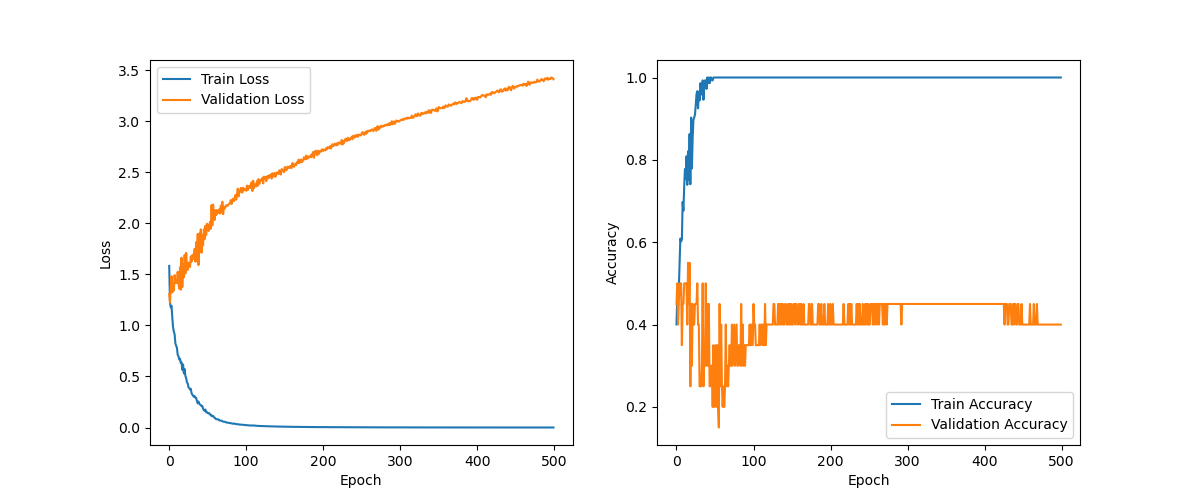 Train Loss
Validation Loss
3.5
3.0
2.5
2.0
1.5
1.0
0.5
0.0
Loss
0 100 200 300 400 500
Epoch
1.0
0.8
0.6
0.4
0.2
Accuracy
Train Accuracy
Validation Accuracy
0 100 200 300 400 500
Epoch